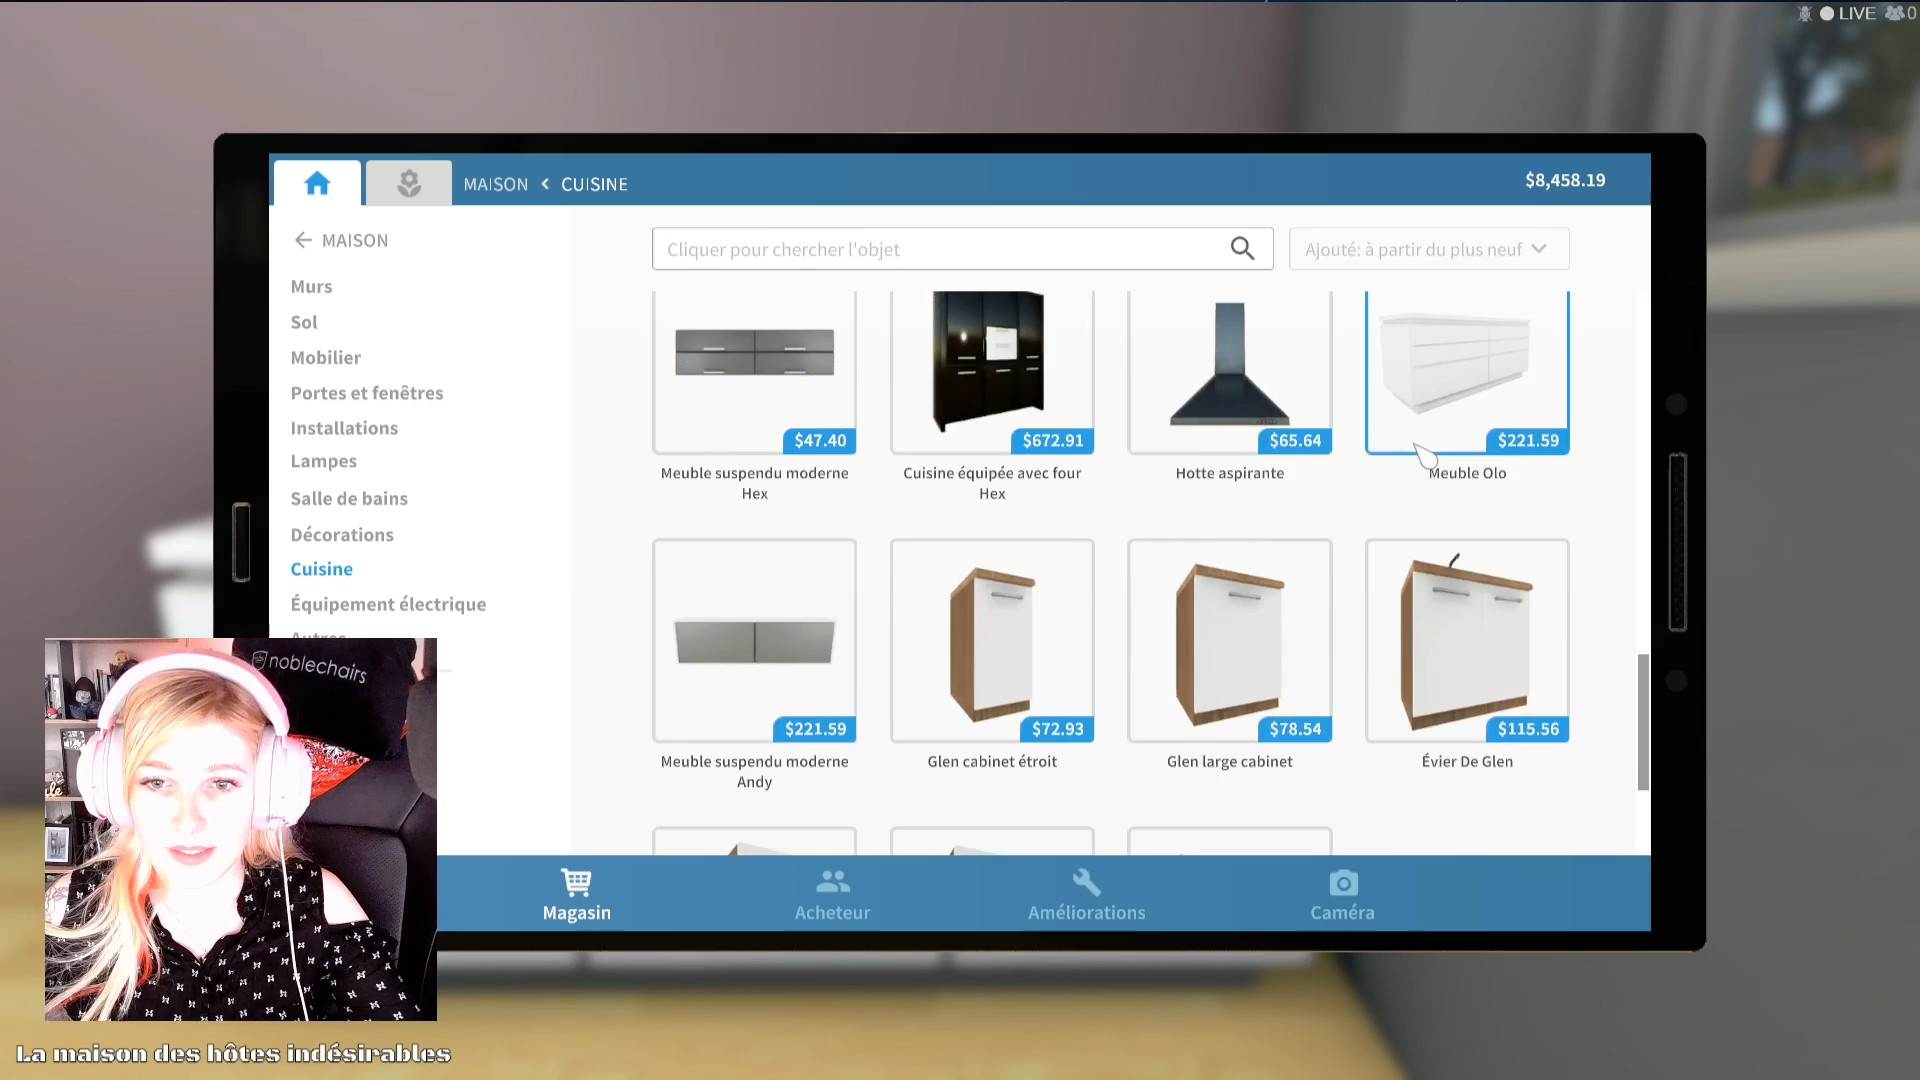 LIVE 0
MAISON < CUISINE
$8,458.19
MAISON
Cliquer pour chercher l'objet
Ajouté: à partir du plus neuf
Murs
Sol
Mobilier
Portes et fenêtres
Installations
Lampes
Salle de bains
Décorations
Cuisine
Équipement électrique
Autres
$47.40
$672.91
$65.64
$221.59
Meuble suspendu moderne
Hex
Cuisine équipée avec four
Hex
Hotte aspirante
Meuble Olo
$221.59
$72.93
$78.54
$115.56
Meuble suspendu moderne
Andy
Glen cabinet étroit
Glen large cabinet
Évier De Glen
noblechairs
Magasin
Acheteur
Améliorations
Caméra
La maison des hôtes indésirables